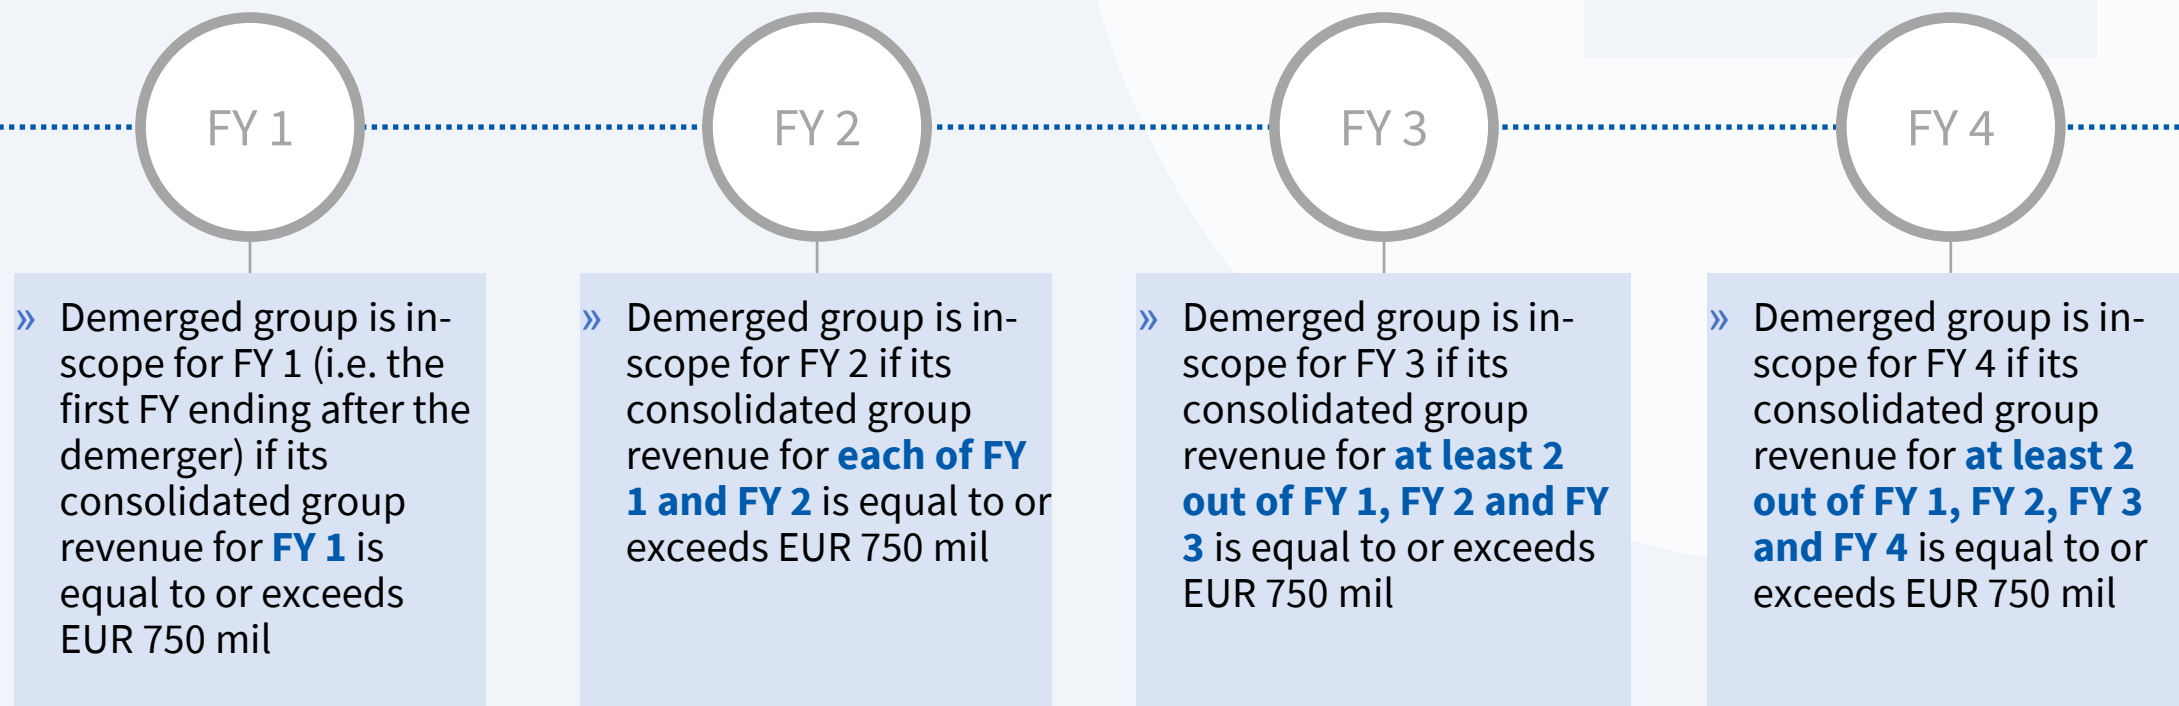 FY 1
FY 2
FY 3
FY 4
» Demerged group is in-
scope for FY 1 (i.e. the
first FY ending after the
demerger) if its
consolidated group
revenue for FY 1 is
equal to or exceeds
EUR 750 mil
» Demerged group is in-
scope for FY 2 if its
consolidated group
revenue for each of FY
1 and FY 2 is equal to or
exceeds EUR 750 mil
» Demerged group is in-
scope for FY 3 if its
consolidated group
revenue for at least 2
out of FY 1, FY 2 and FY
3 is equal to or exceeds
EUR 750 mil
» Demerged group is in-
scope for FY 4 if its
consolidated group
revenue for at least 2
out of FY 1, FY 2, FY 3
and FY 4 is equal to or
exceeds EUR 750 mil